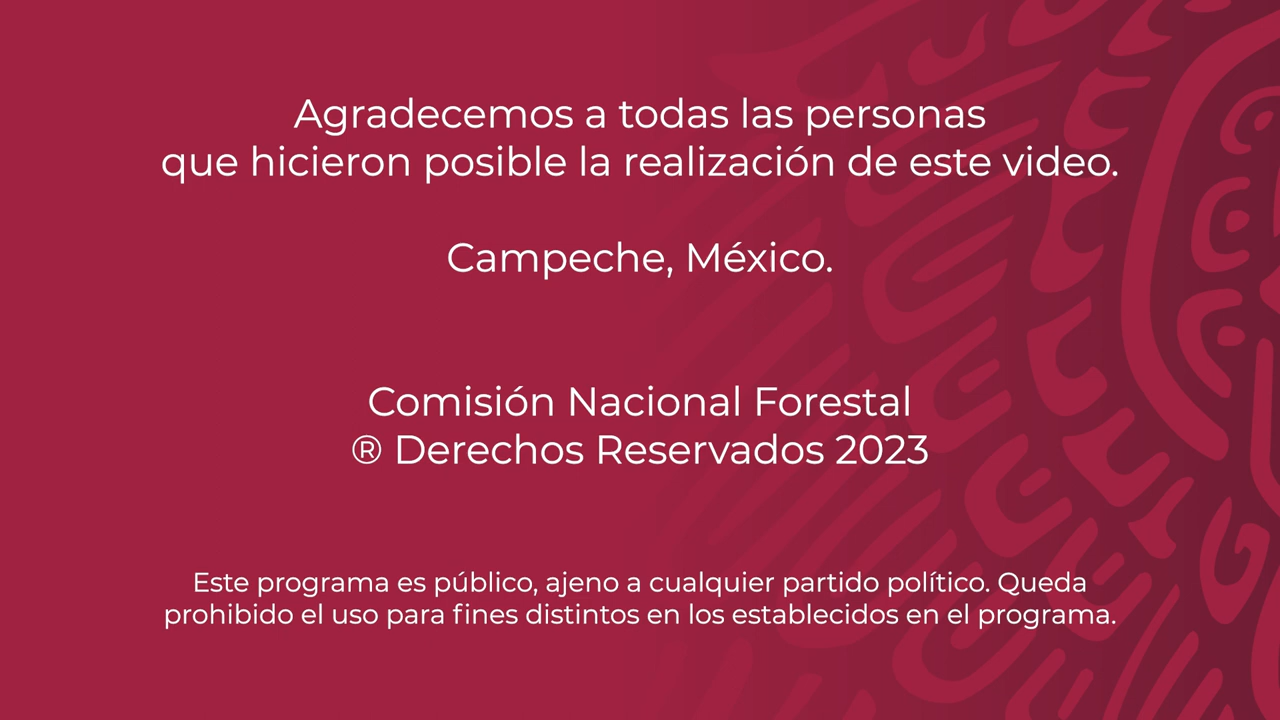 Agradecemos a todas las personas
que hicieron posible la realización de este video.
Campeche, México.
Comisión Nacional Forestal
® Derechos Reservados 2023
Este programa es público, ajeno a cualquier partido político. Queda
prohibido el uso para fines distintos en los establecidos en el programa.